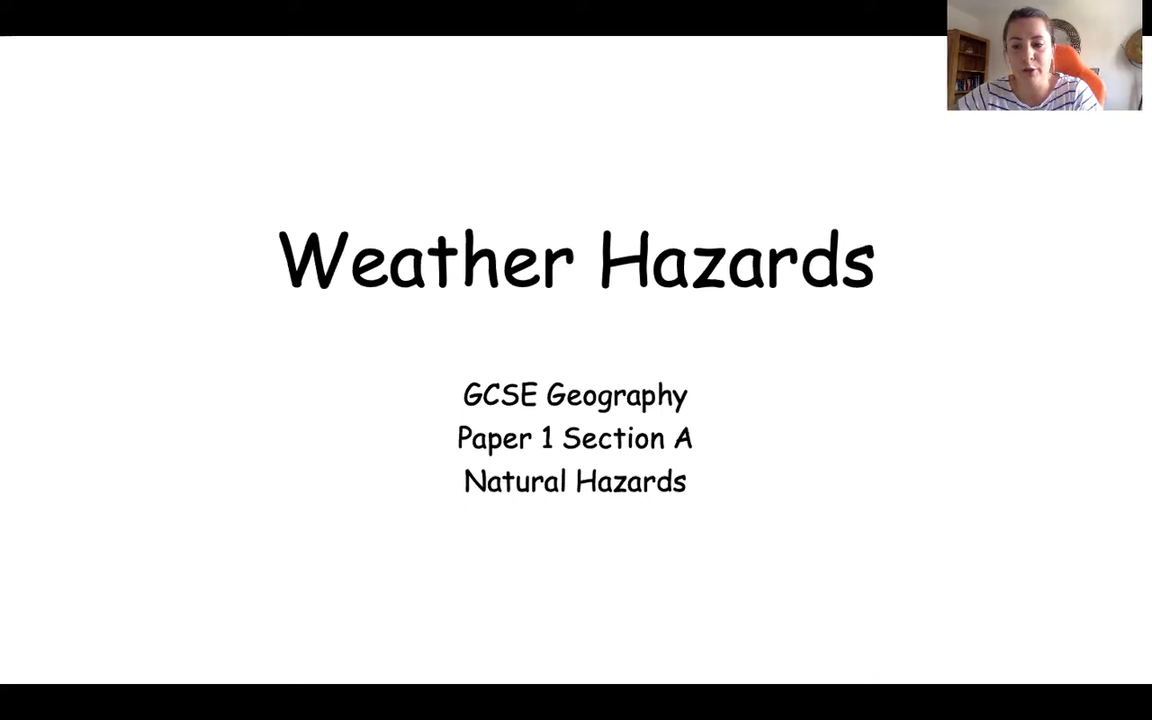 Weather Hazards
GCSE Geography
Paper 1 Section A
Natural Hazards